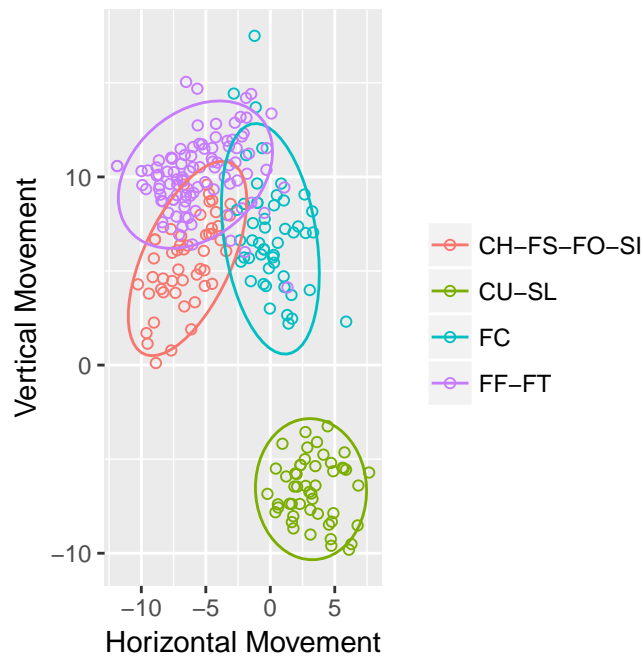 Vertical Movement
10
0
−10
−10
−5
0
5
Horizontal Movement
CH−FS−FO−SI
CU−SL
FC
FF−FT